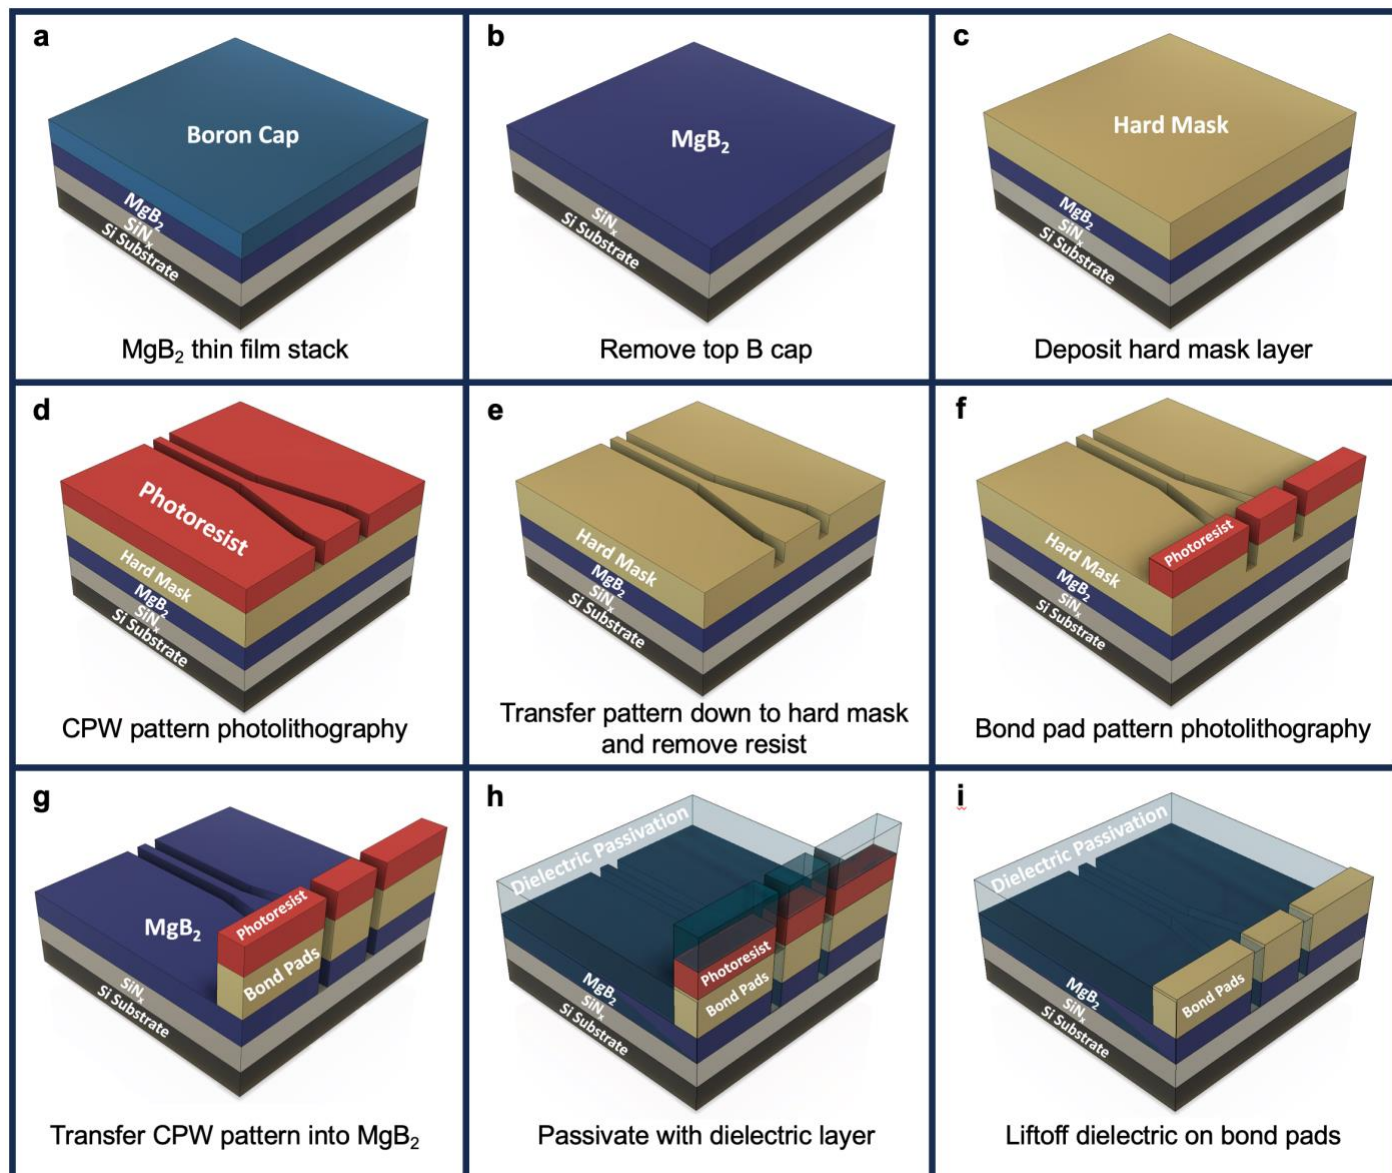 a
Boron Cap
MgB₂
SiNₓ
Si Substrate
MgB₂ thin film stack
b
MgB₂
SiNₓ
Si Substrate
Remove top B cap
c
Hard Mask
MgB₂
SiNₓ
Si Substrate
Deposit hard mask layer
d
Photoresist
Hard Mask
MgB₂
SiNₓ
Si Substrate
CPW pattern photolithography
e
Hard Mask
MgB₂
SiNₓ
Si Substrate
Transfer pattern down to hard mask
and remove resist
f
Photoresist
Hard Mask
MgB₂
SiNₓ
Si Substrate
Bond pad pattern photolithography
g
Photoresist
MgB₂
Bond Pads
SiNₓ
Si Substrate
Transfer CPW pattern into MgB₂
h
Dielectric Passivation
Photoresist
Bond Pads
MgB₂
SiNₓ
Si Substrate
Passivate with dielectric layer
i
Dielectric Passivation
Bond Pads
MgB₂
SiNₓ
Si Substrate
Liftoff dielectric on bond pads